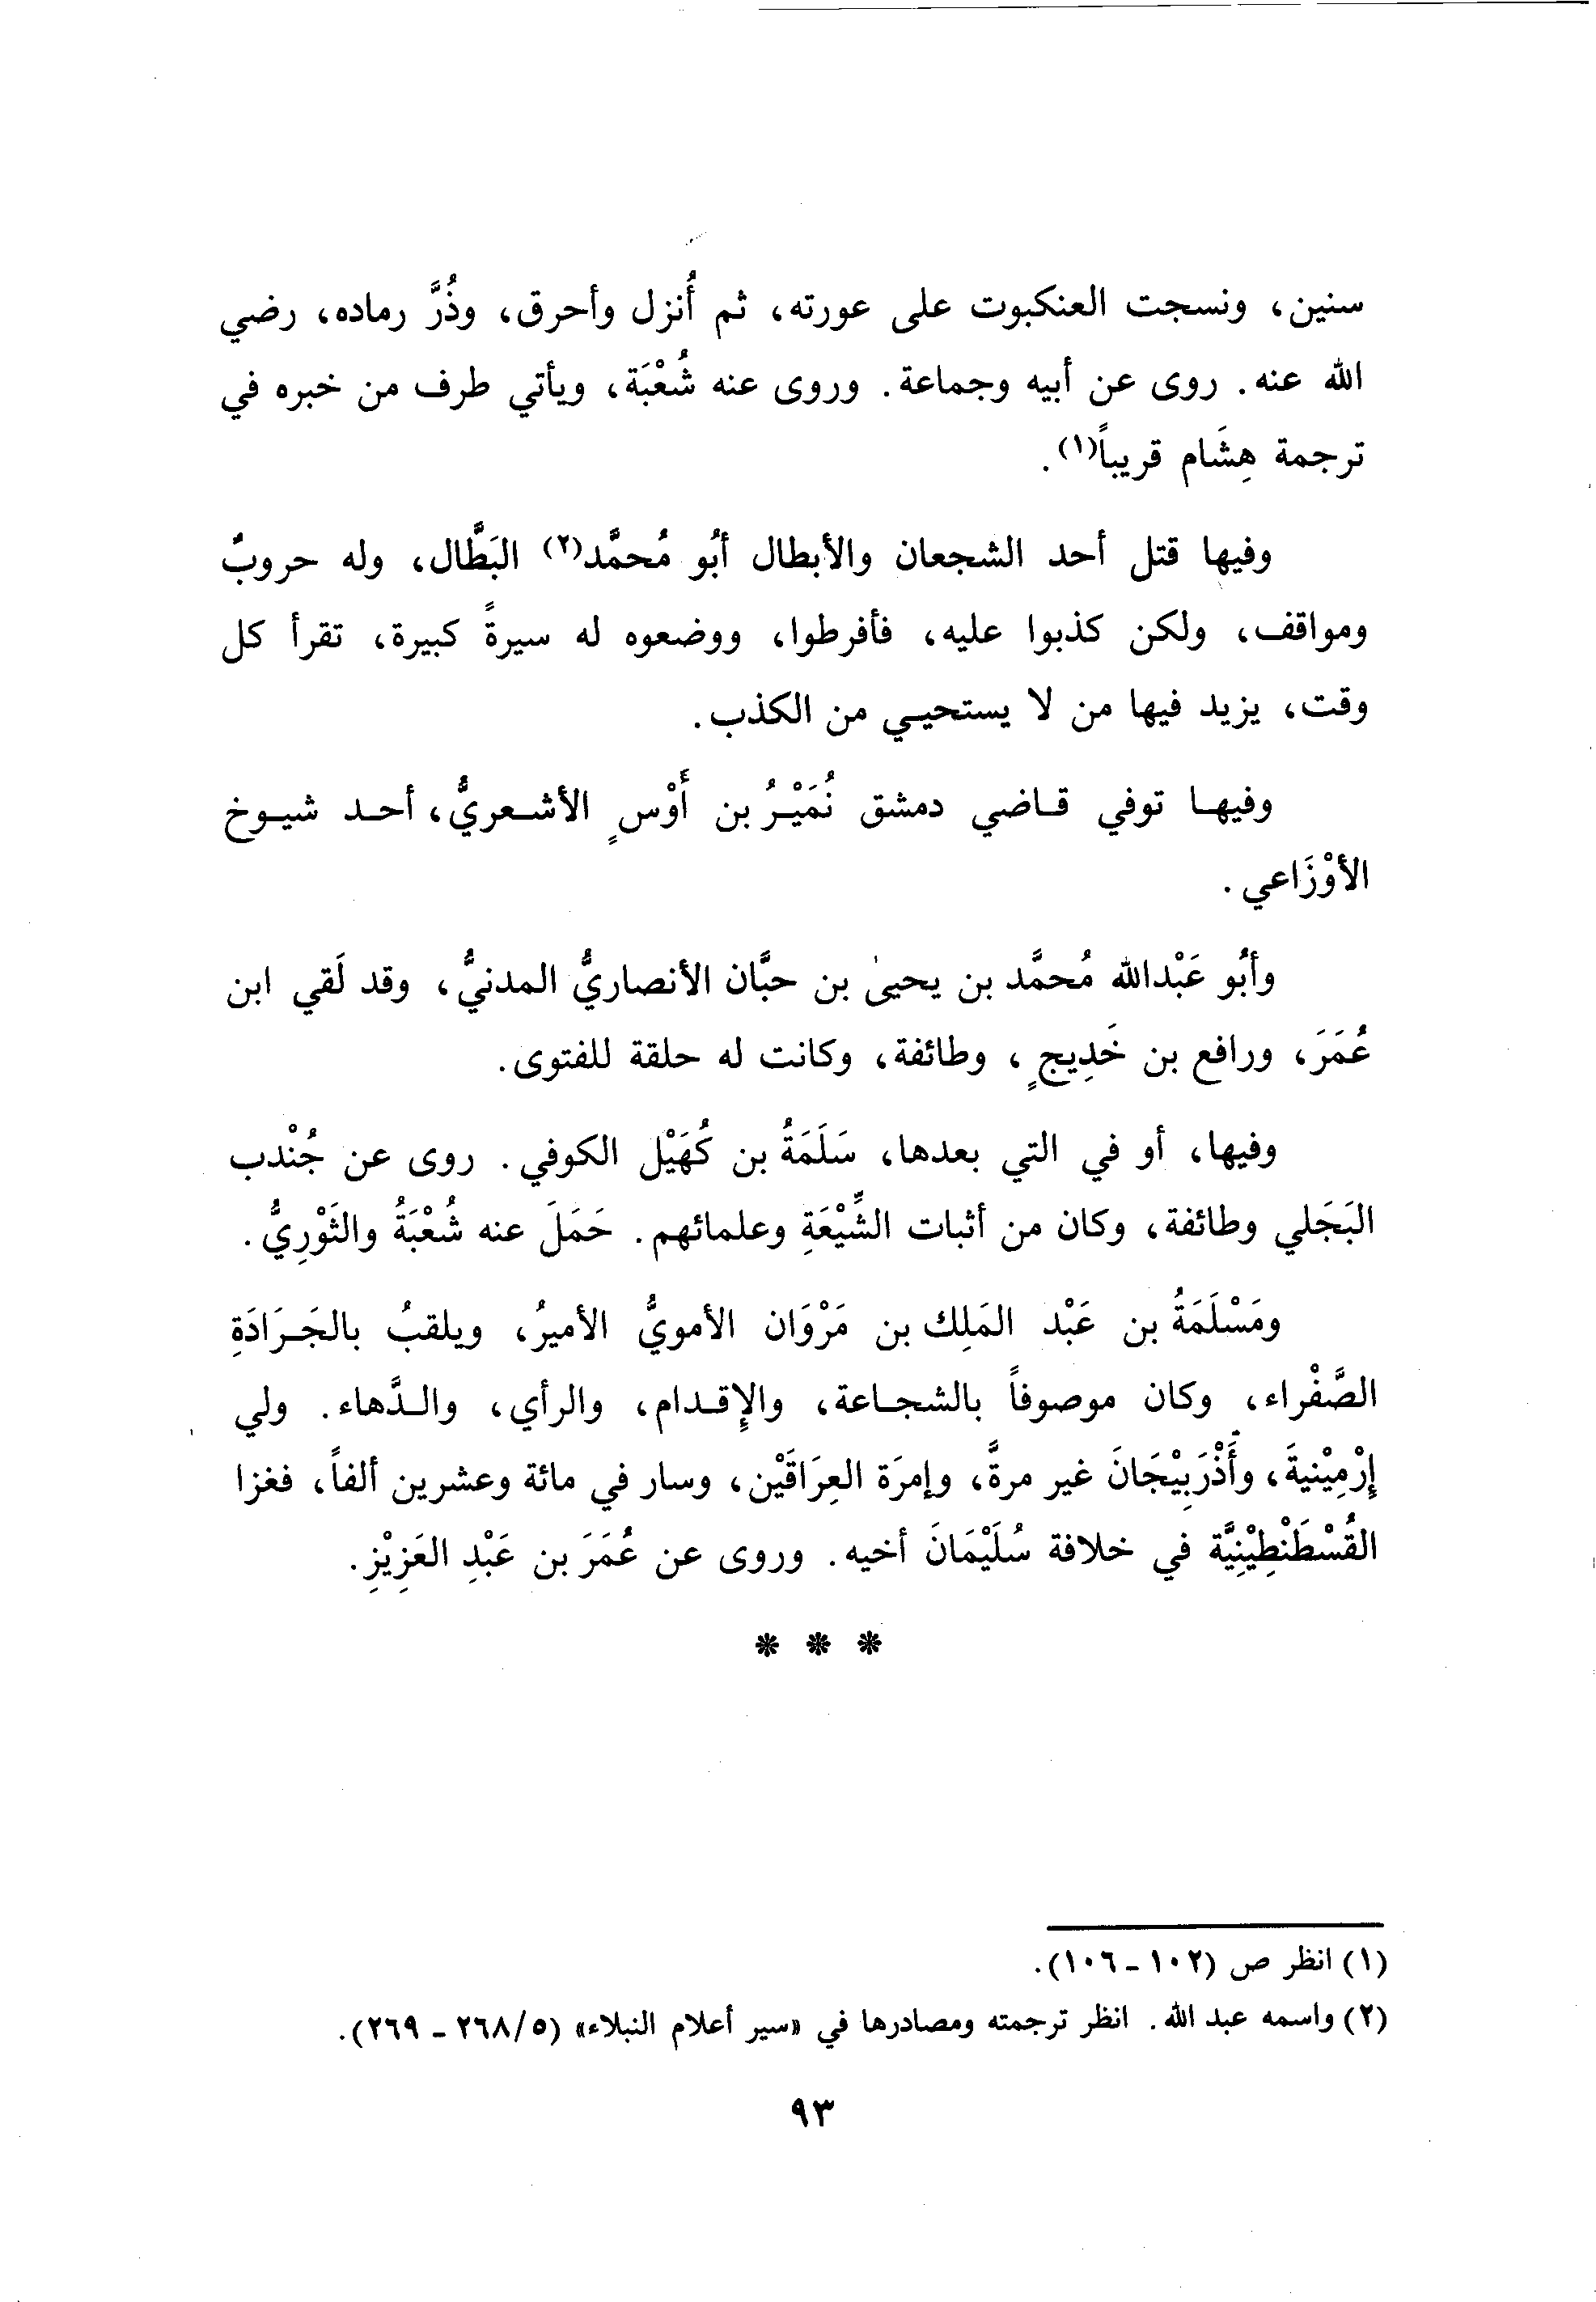 سنين، ونسجت العنكبوت على عورته، ثم أُنزل وأحرق، وذُرَّ رماده، رضي
الله عنه. روى عن أبيه وجماعة. وروى عنه شُعْبَة، ويأتي طرف من خبره في
ترجمة هِشَام قريباً(١).
وفيها قتل أحد الشجعان والأبطال أبُو مُحمَّد(٢) البَطَّال، وله حروبٌ
ومواقف، ولكن كذبوا عليه، فأفرطوا، ووضعوه له سيرةً كبيرة، تقرأ كل
وقت، يزيد فيها من لا يستحيي من الكذب.
وفيها توفي قاضي دمشق نُمَيْرُ بن أَوْسٍ الأشعريُّ، أحد شيوخ
الأوْزَاعي.
وأبُو عَبْدالله مُحمَّد بن يحيىٰ بن حبَّان الأنصاريُّ المدنيُّ، وقد لَقي ابن
عُمَرَ، ورافع بن خَدِيجٍ، وطائفة، وكانت له حلقة للفتوى.
وفيها، أو في التي بعدها، سَلَمَةُ بن كُهَيْل الكوفي. روى عن جُنْدب
البَجَلي وطائفة، وكان من أثبات الشِّيْعَةِ وعلمائهم. حَمَلَ عنه شُعْبَةُ والثَوْرِيُّ.
ومَسْلَمَةُ بن عَبْد المَلِك بن مَرْوَان الأمويُّ الأميرُ، ويلقبُ بالجَرَادَةِ
الصَّفْراء، وكان موصوفاً بالشجاعة، والإِقدام، والرأي، والدَّهاء. ولي
إِرْمِيْنيةَ، وأَذْرَبِيْجَانَ غير مرةً، وإمرَة العِرَاقَيْن، وسار في مائة وعشرين ألفاً، فغزا
القُسْطَنْطِيْنِيَّة في خلافة سُلَيْمَانَ أخيه. وروى عن عُمَرَ بن عَبْدِ العَزِيْزِ.
* * *
(١) انظر ص (١٠٢ - ١٠٦).
(٢) واسمه عبد الله. انظر ترجمته ومصادرها في «سير أعلام النبلاء» (٥/٢٦٨ - ٢٦٩).
٩٣